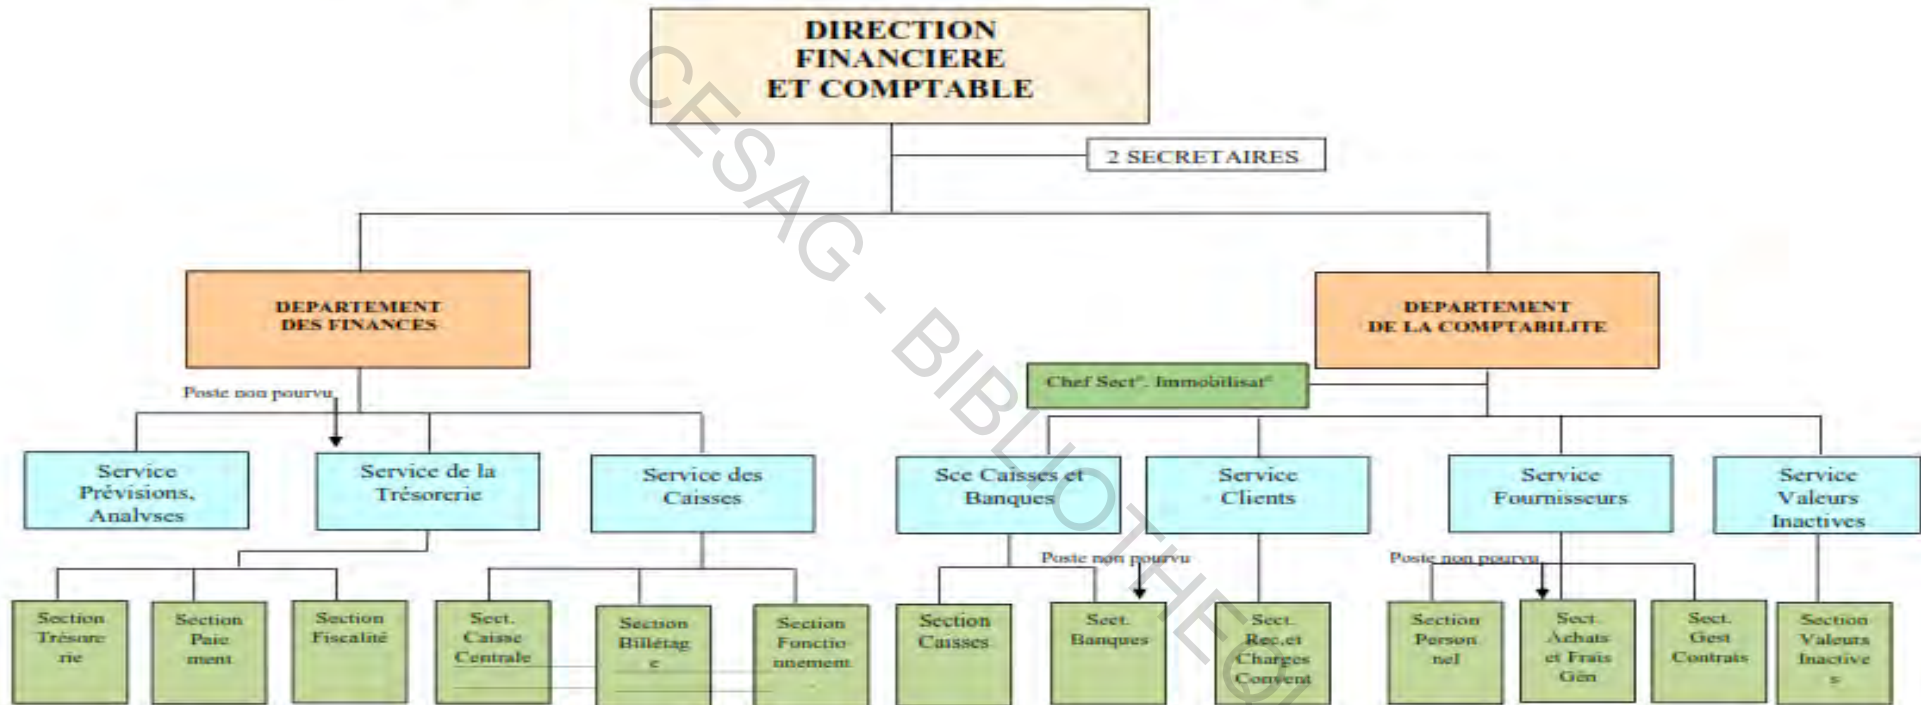 DIRECTION
FINANCIERE
ET COMPTABLE
2 SECRETAIRES
DEPARTEMENT
DES FINANCES
DEPARTEMENT
DE LA COMPTABILITE
Chef Sect°. Immobilisat°
Poste non pourvu
Service
Prévisions,
Analyses
Service de la
Trésorerie
Service des
Caisses
Sce Caisses et
Banques
Service
Clients
Service
Fournisseurs
Service
Valeurs
Inactives
Poste non pourvu
Poste non pourvu
Section
Trésore
rie
Section
Paie
ment
Section
Fiscalité
Sect.
Caisse
Centrale
Section
Billétag
e
Section
Fonctio
nnement
Section
Caisses
Sect.
Banques
Sect.
Rec.et
Charges
Convent
Section
Person
nel
Sect.
Achats
et Frais
Gén
Sect.
Gest
Contrats
Section
Valeurs
Inactive
s
CESAG - BIBLIOTHEQU